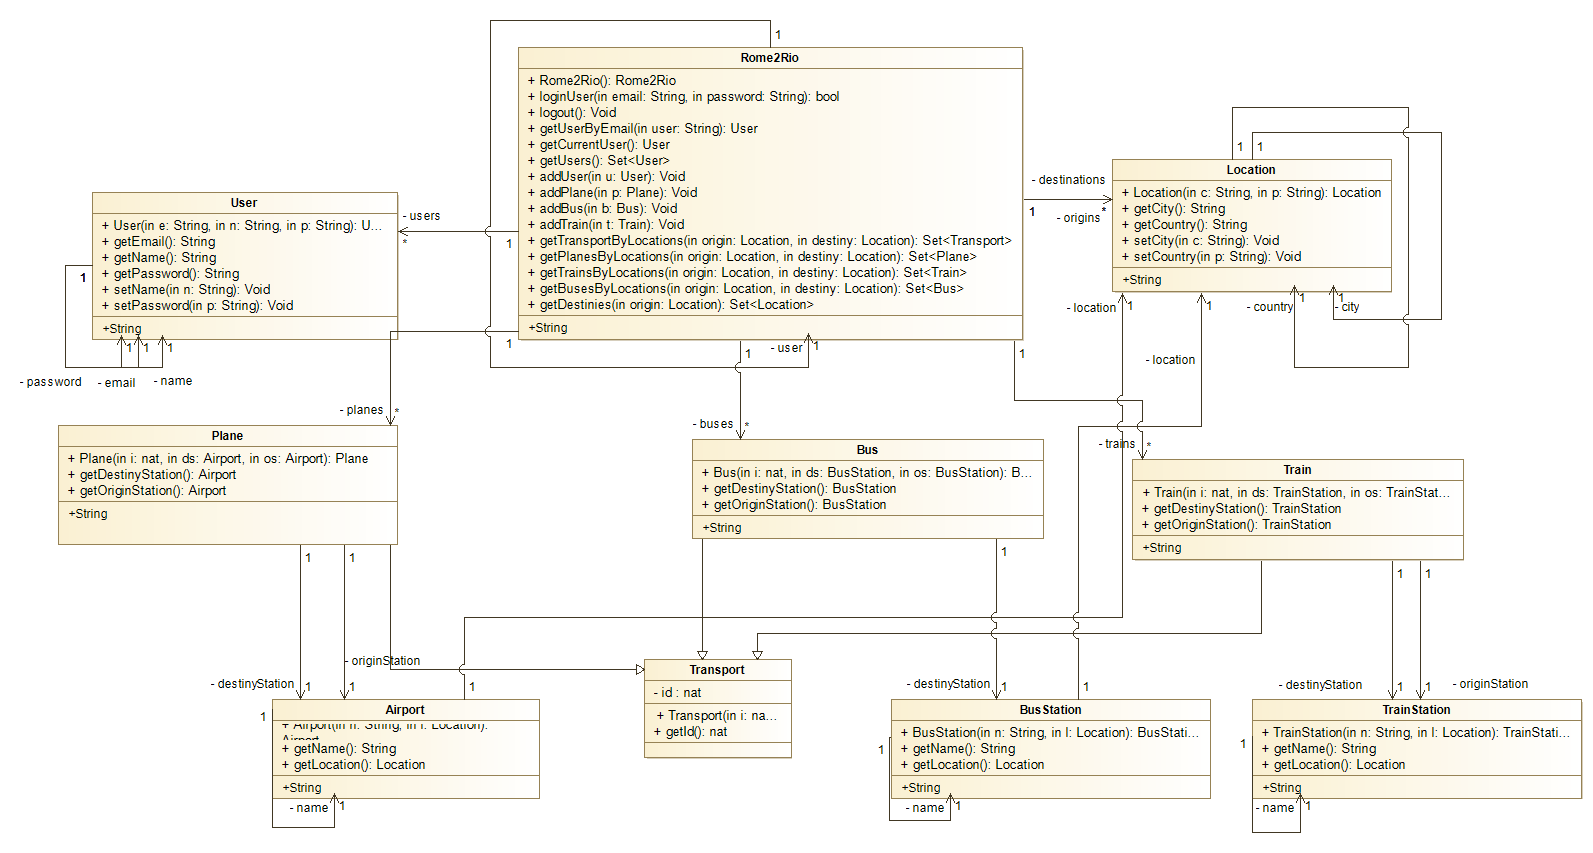 1
Rome2Rio
+ Rome2Rio(): Rome2Rio
+ loginUser(in email: String, in password: String): bool
+ logout(): Void
+ getUserByEmail(in user: String): User
+ getCurrentUser(): User
+ getUsers(): Set<User>
+ addUser(in u: User): Void
+ addPlane(in p: Plane): Void
+ addBus(in b: Bus): Void
+ addTrain(in t: Train): Void
+ getTransportByLocations(in origin: Location, in destiny: Location): Set<Transport>
+ getPlanesByLocations(in origin: Location, in destiny: Location): Set<Plane>
+ getTrainsByLocations(in origin: Location, in destiny: Location): Set<Train>
+ getBusesByLocations(in origin: Location, in destiny: Location): Set<Bus>
+ getDestinies(in origin: Location): Set<Location>
+String
1 1
Location
+ Location(in c: String, in p: String): Location
+ getCity(): String
+ getCountry(): String
+ setCity(in c: String): Void
+ setCountry(in p: String): Void
+String
- destinations
1 *
- origins
User
+ User(in e: String, in n: String, in p: String): U...
+ getEmail(): String
+ getName(): String
+ getPassword(): String
+ setName(in n: String): Void
+ setPassword(in p: String): Void
+String
- users
* 1
1
1 1 1
- password - email - name
1
- planes *
1
- user 1
1
- location 1
1
- country 1
1 - city
- location
- buses *
- trains *
Plane
+ Plane(in i: nat, in ds: Airport, in os: Airport): Plane
+ getDestinyStation(): Airport
+ getOriginStation(): Airport
+String
Bus
+ Bus(in i: nat, in ds: BusStation, in os: BusStation): B...
+ getDestinyStation(): BusStation
+ getOriginStation(): BusStation
+String
Train
+ Train(in i: nat, in ds: TrainStation, in os: TrainStat...
+ getDestinyStation(): TrainStation
+ getOriginStation(): TrainStation
+String
1 1
1
1 1
- originStation
- destinyStation 1 1
1
Transport
- id : nat
+ Transport(in i: na...
+ getId(): nat
- destinyStation 1
1
- destinyStation 1 1 - originStation
1
Airport
+ Airport(in n: String, in l: Location):
Airport
+ getName(): String
+ getLocation(): Location
+String
- name 1
1
BusStation
+ BusStation(in n: String, in l: Location): BusStati...
+ getName(): String
+ getLocation(): Location
+String
- name 1
1
TrainStation
+ TrainStation(in n: String, in l: Location): TrainStati...
+ getName(): String
+ getLocation(): Location
+String
- name 1